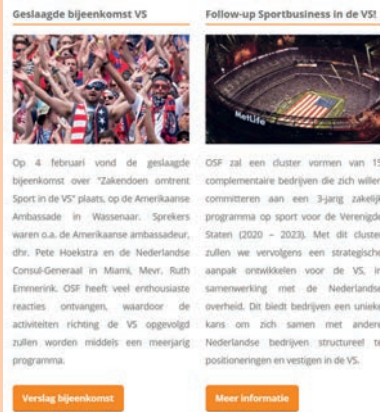 Geslaagde bijeenkomst VS
Op 4 februari vond de geslaagde
bijeenkomst over "Zakendoen omtrent
Sport in de VS" plaats, op de Amerikaanse
Ambassade in Wassenaar. Sprekers
waren o.a. de Amerikaanse ambassadeur,
dhr. Pete Hoekstra en de Nederlandse
Consul-Generaal in Miami, Mevr. Ruth
Emmerink. OSF heeft veel enthousiaste
reacties ontvangen, waardoor de
activiteiten richting de VS opgevolgd
zullen worden middels een meerjarig
programma.
Verslag bijeenkomst
Follow-up Sportbusiness in de VS!
MetLife
OSF zal een cluster vormen van 15
complementaire bedrijven die zich willen
committeren aan een 3-jarig zakelijk
programma op sport voor de Verenigde
Staten (2020 – 2023). Met dit cluster
zullen we vervolgens een strategische
aanpak ontwikkelen voor de VS, in
samenwerking met de Nederlandse
overheid. Dit biedt bedrijven een unieke
kans om zich samen met andere
Nederlandse bedrijven structureel te
positioneringen en vestigen in de VS.
Meer informatie